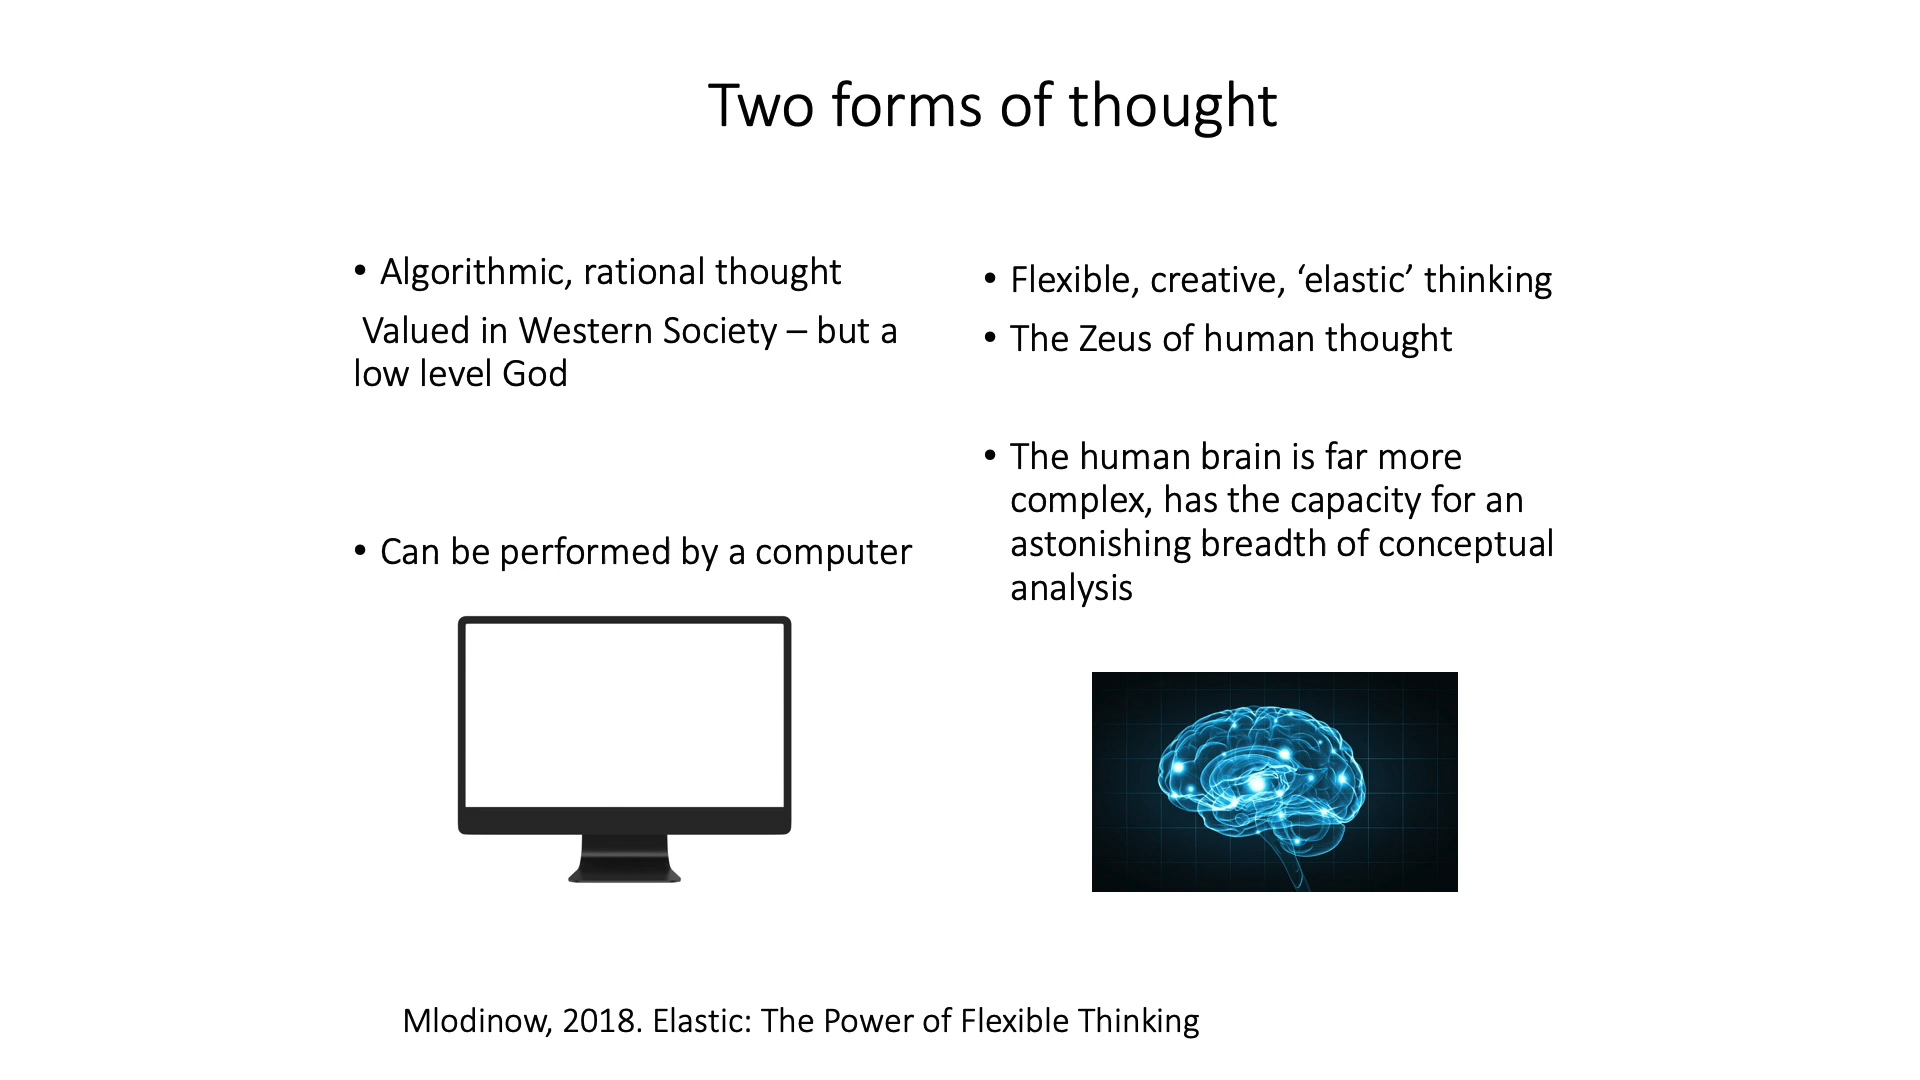 Two forms of thought
• Algorithmic, rational thought
Valued in Western Society – but a
low level God
• Can be performed by a computer
• Flexible, creative, ‘elastic’ thinking
• The Zeus of human thought
• The human brain is far more
complex, has the capacity for an
astonishing breadth of conceptual
analysis
Mlodinow, 2018. Elastic: The Power of Flexible Thinking